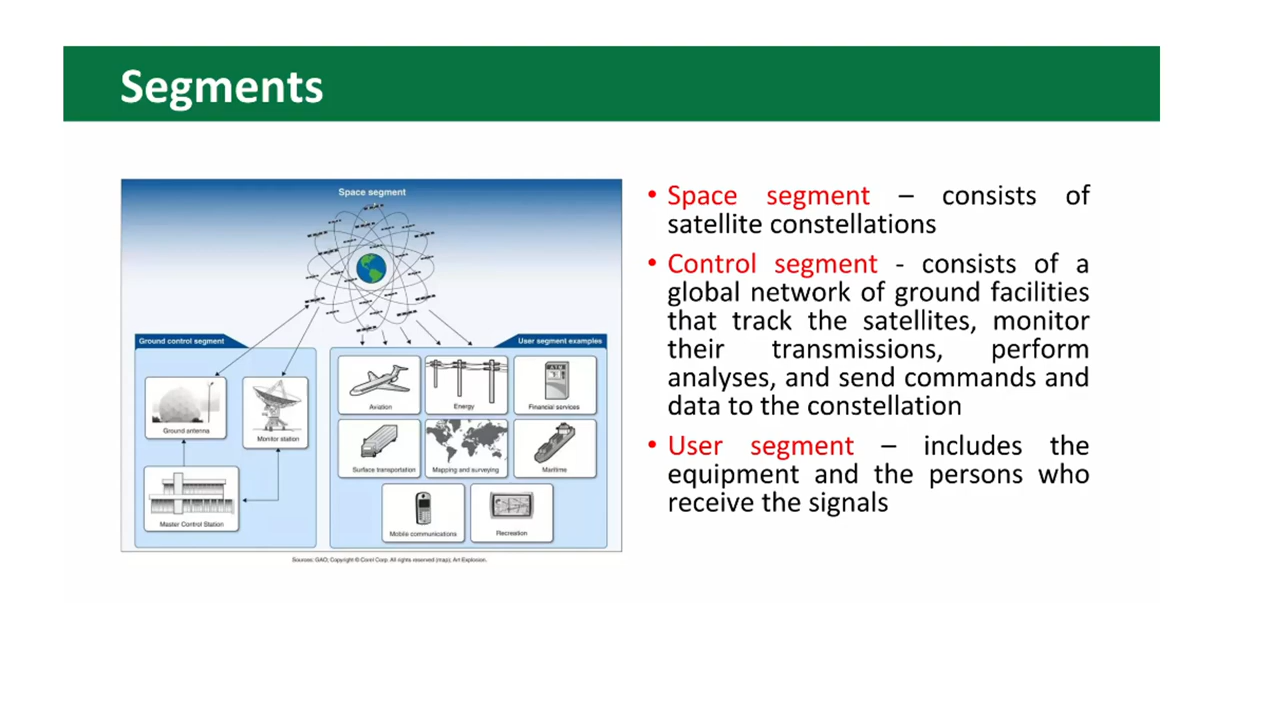 Segments
Space segment
Ground control segment
User segment examples
Aviation
Energy
ATM
Financial services
Ground antenna
Monitor station
Surface transportation
Mapping and surveying
Maritime
Master Control Station
Mobile communications
Recreation
Sources: GAO; Copyright © Corel Corp. All rights reserved (map); Art Explosion.
• Space segment – consists of
satellite constellations
• Control segment - consists of a
global network of ground facilities
that track the satellites, monitor
their transmissions, perform
analyses, and send commands and
data to the constellation
• User segment – includes the
equipment and the persons who
receive the signals